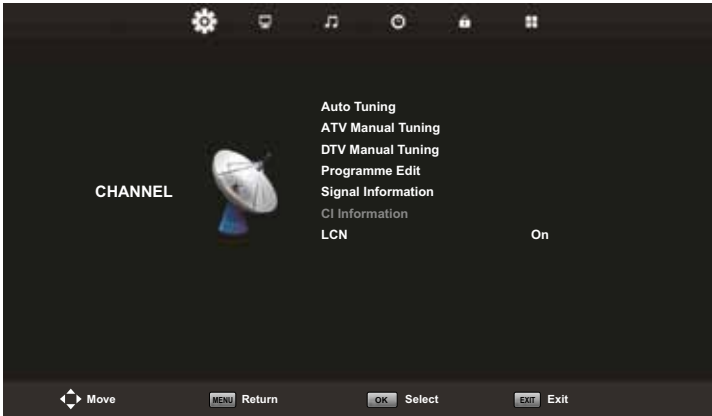 Auto Tuning
ATV Manual Tuning
DTV Manual Tuning
Programme Edit
CHANNEL
Signal Information
CI Information
LCN On
Move MENU Return OK Select EXIT Exit